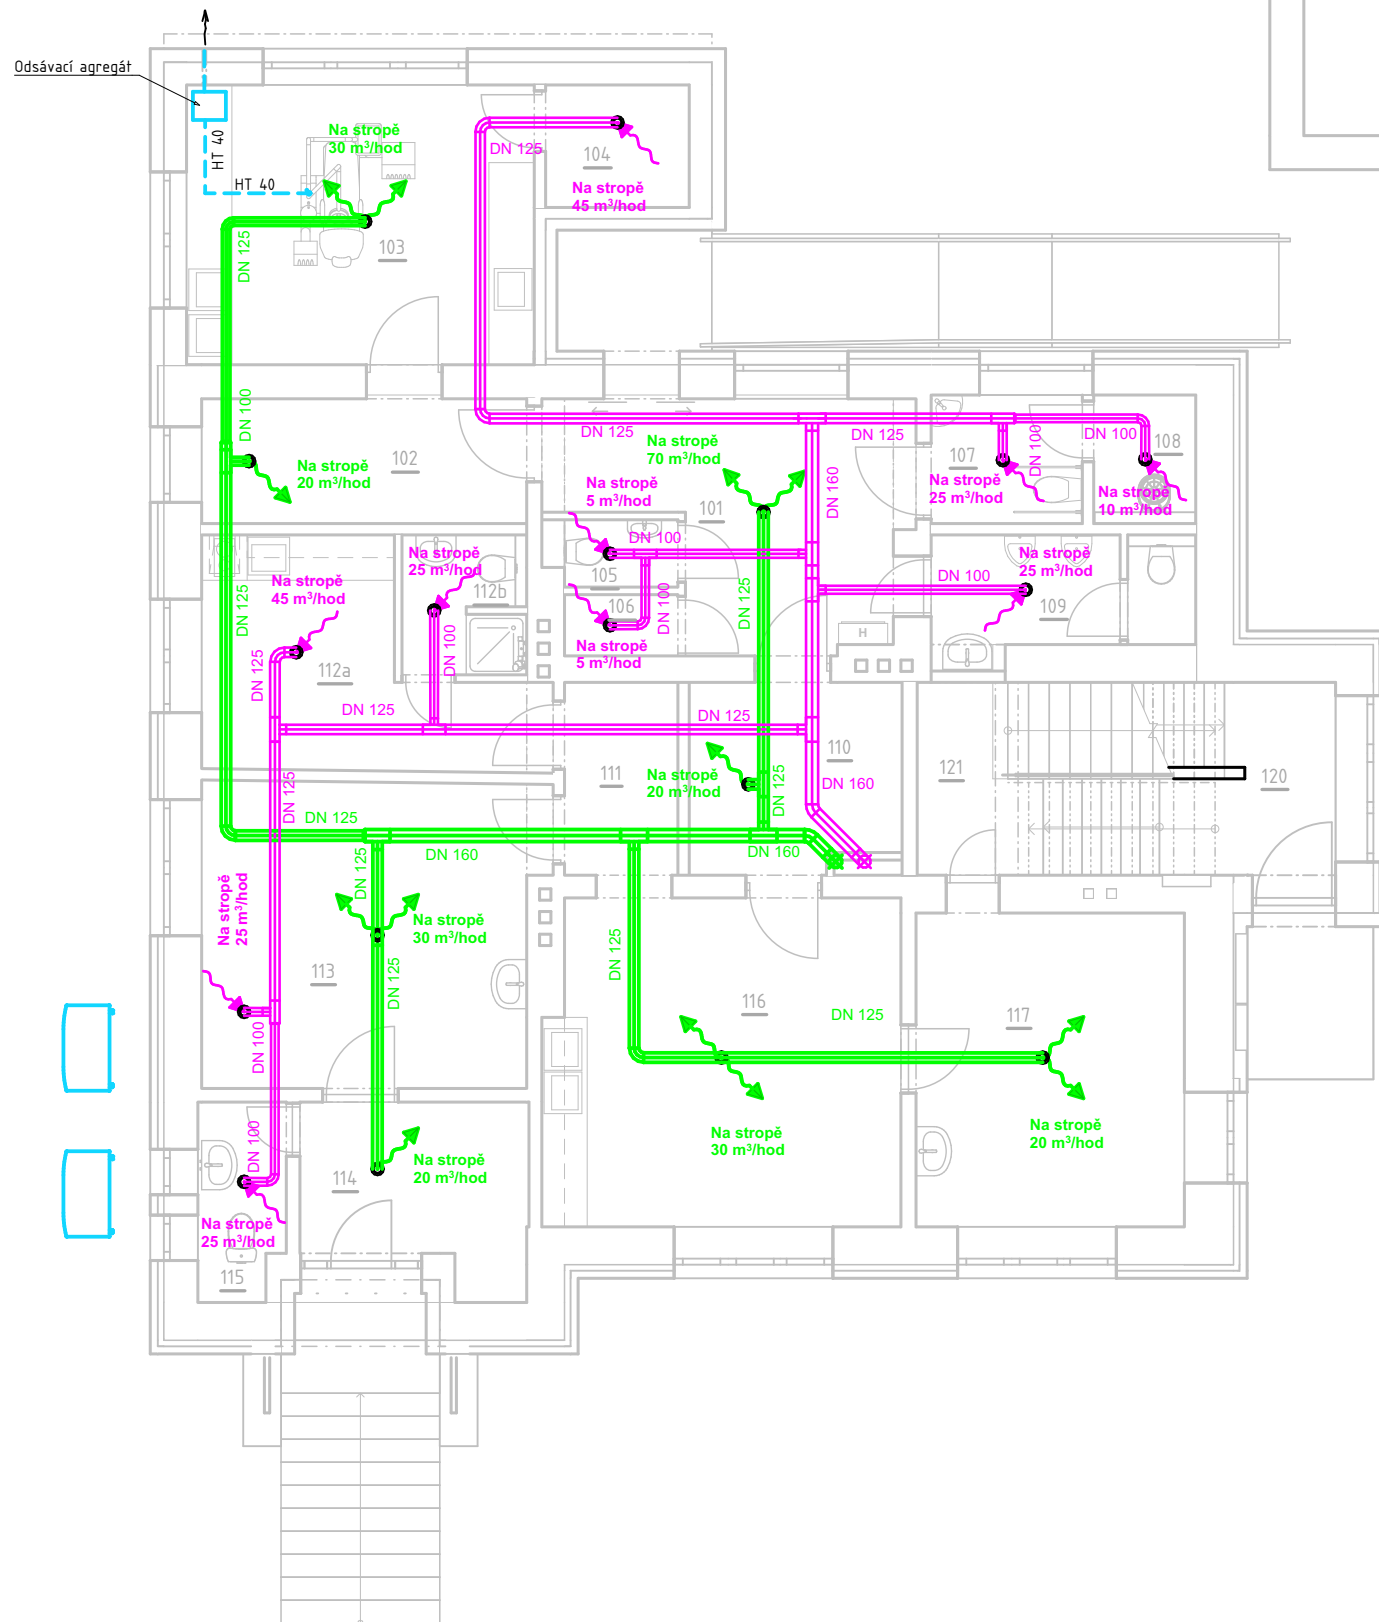 Odsávací agregát
HT 40
HT 40
Na stropě
30 m³/hod
DN 125
103
DN 125
104
Na stropě
45 m³/hod
DN 100
102
Na stropě
20 m³/hod
DN 125
DN 125
DN 100
DN 100
108
107
Na stropě
25 m³/hod
Na stropě
10 m³/hod
Na stropě
70 m³/hod
Na stropě
5 m³/hod
101
DN 160
DN 100
105
106
DN 100
Na stropě
5 m³/hod
DN 125
DN 100
Na stropě
25 m³/hod
109
H
Na stropě
25 m³/hod
112b
DN 100
Na stropě
45 m³/hod
DN 125
DN 125
112a
DN 125
DN 125
110
111
Na stropě
20 m³/hod
DN 125
DN 160
121
120
DN 125
DN 125
DN 160
DN 160
DN 125
Na stropě
25 m³/hod
Na stropě
30 m³/hod
DN 125
113
DN 125
116
DN 125
117
DN 100
Na stropě
30 m³/hod
Na stropě
20 m³/hod
DN 100
114
Na stropě
20 m³/hod
Na stropě
25 m³/hod
115